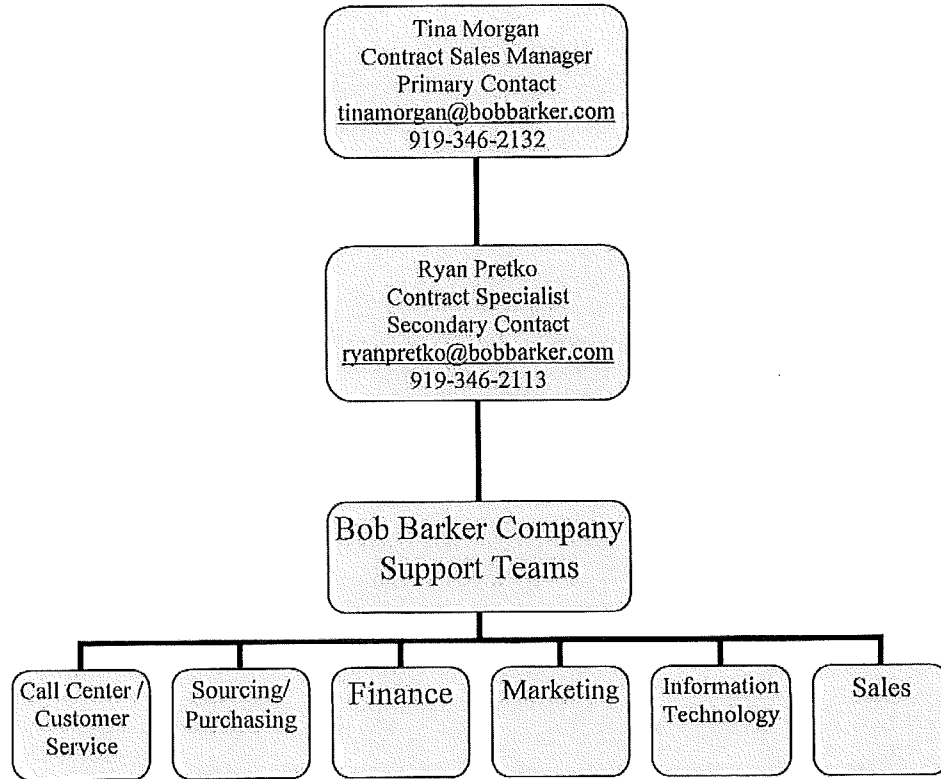 Tina Morgan
Contract Sales Manager
Primary Contact
tinamorgan@bobbarker.com
919-346-2132
Ryan Pretko
Contract Specialist
Secondary Contact
ryanpretko@bobbarker.com
919-346-2113
Bob Barker Company
Support Teams
Call Center /
Customer
Service
Sourcing/
Purchasing
Finance
Marketing
Information
Technology
Sales